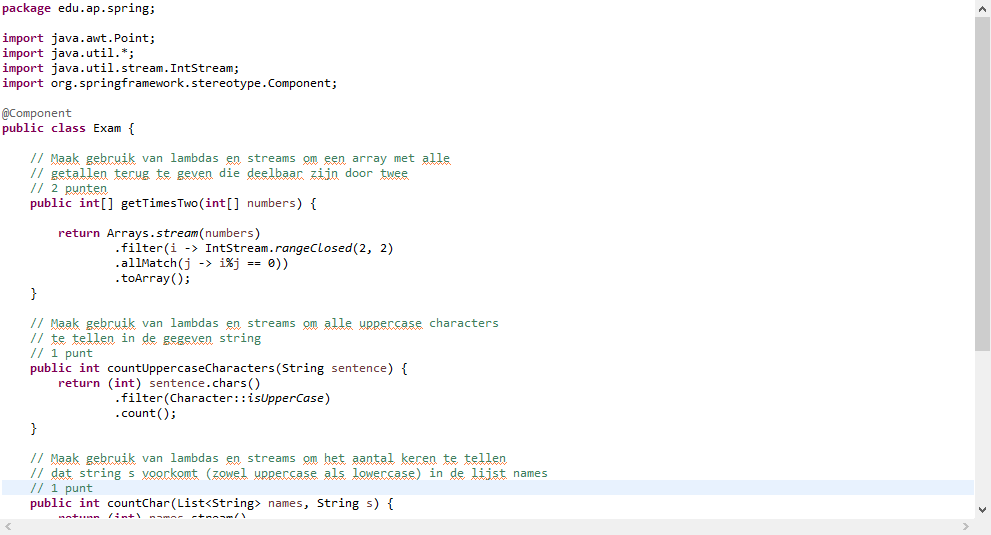 package edu.ap.spring;
import java.awt.Point;
import java.util.*;
import java.util.stream.IntStream;
import org.springframework.stereotype.Component;
@Component
public class Exam {
// Maak gebruik van lambdas en streams om een array met alle
// getallen terug te geven die deelbaar zijn door twee
// 2 punten
public int[] getTimesTwo(int[] numbers) {
return Arrays.stream(numbers)
.filter(i -> IntStream.rangeClosed(2, 2)
.allMatch(j -> i%j == 0))
.toArray();
}
// Maak gebruik van lambdas en streams om alle uppercase characters
// te tellen in de gegeven string
// 1 punt
public int countUppercaseCharacters(String sentence) {
return (int) sentence.chars()
.filter(Character::isUpperCase)
.count();
}
// Maak gebruik van lambdas en streams om het aantal keren te tellen
// dat string s voorkomt (zowel uppercase als lowercase) in de lijst names
// 1 punt
public int countChar(List<String> names, String s) {
return (int) names.stream()